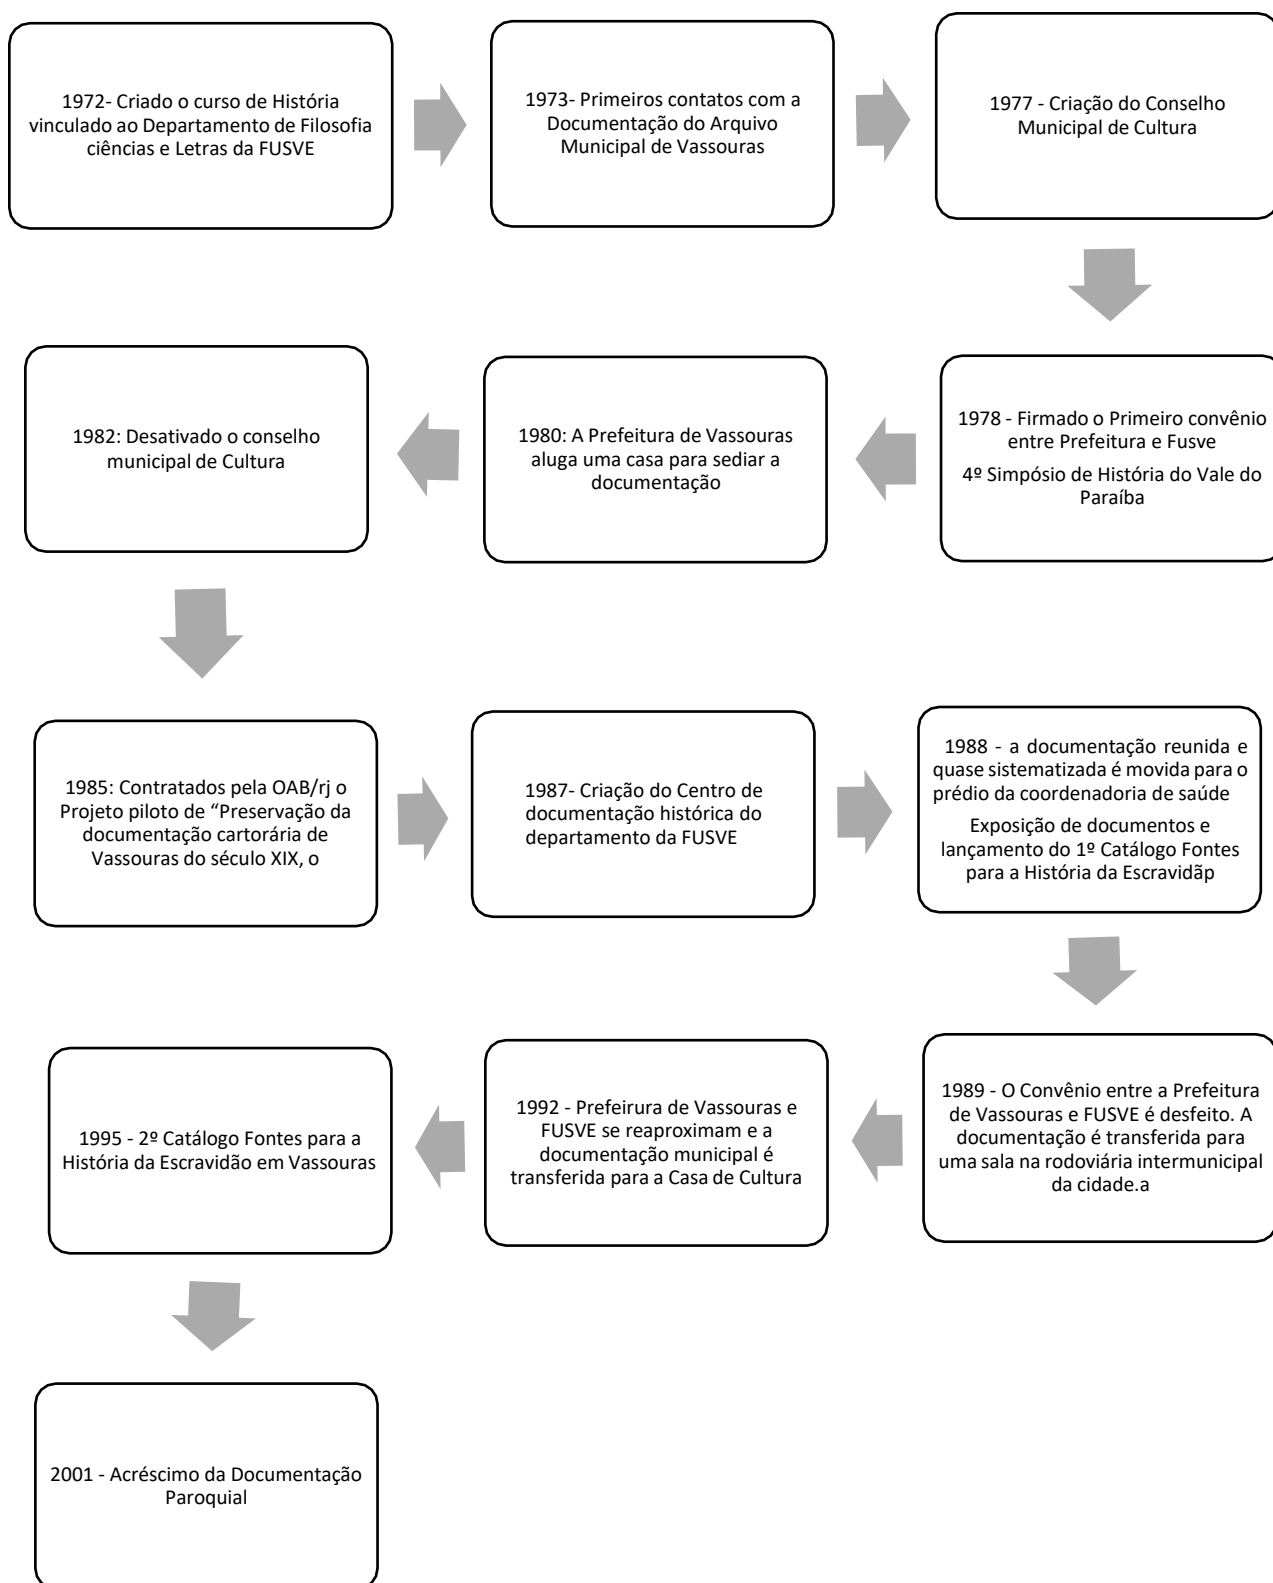 1972- Criado o curso de História
vinculado ao Departamento de Filosofia
ciências e Letras da FUSVE
1973- Primeiros contatos com a
Documentação do Arquivo
Municipal de Vassouras
1977 - Criação do Conselho
Municipal de Cultura
1978 - Firmado o Primeiro convênio
entre Prefeitura e Fusve
4º Simpósio de História do Vale do
Paraíba
1980: A Prefeitura de Vassouras
aluga uma casa para sediar a
documentação
1982: Desativado o conselho
municipal de Cultura
1985: Contratados pela OAB/rj o
Projeto piloto de “Preservação da
documentação cartorária de
Vassouras do século XIX, o
1987- Criação do Centro de
documentação histórica do
departamento da FUSVE
1988 - a documentação reunida e
quase sistematizada é movida para o
prédio da coordenadoria de saúde
Exposição de documentos e
lançamento do 1º Catálogo Fontes
para a História da Escravidãp
1989 - O Convênio entre a Prefeitura
de Vassouras e FUSVE é desfeito. A
documentação é transferida para
uma sala na rodoviária intermunicipal
da cidade.a
1992 - Prefeirura de Vassouras e
FUSVE se reaproximam e a
documentação municipal é
transferida para a Casa de Cultura
1995 - 2º Catálogo Fontes para a
História da Escravidão em Vassouras
2001 - Acréscimo da Documentação
Paroquial